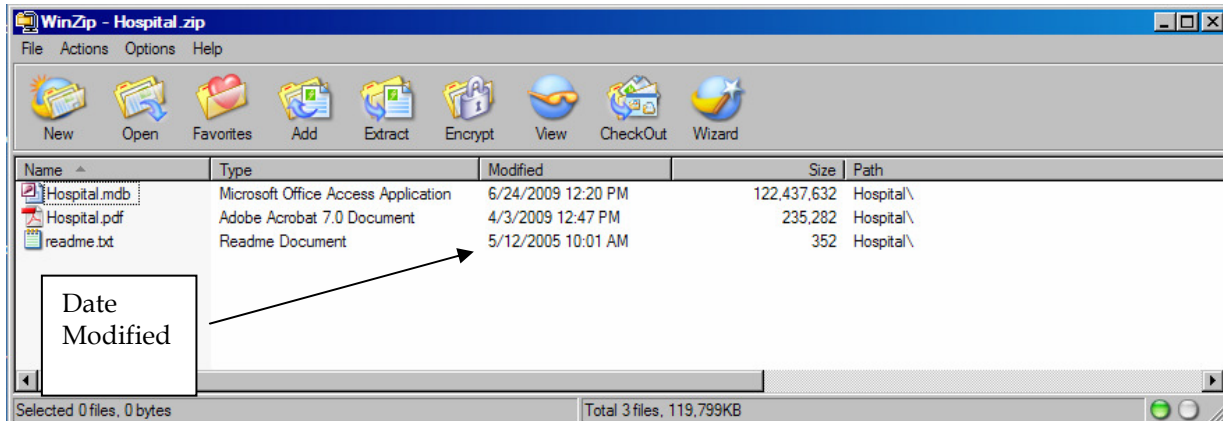 WinZip - Hospital.zip
File Actions Options Help
New Open Favorites Add Extract Encrypt View CheckOut Wizard
Name Type Modified Size Path
Hospital.mdb Microsoft Office Access Application 6/24/2009 12:20 PM 122,437,632 Hospital\
Hospital.pdf Adobe Acrobat 7.0 Document 4/3/2009 12:47 PM 235,282 Hospital\
readme.txt Readme Document 5/12/2005 10:01 AM 352 Hospital\
Date
Modified
Selected 0 files, 0 bytes Total 3 files, 119,799KB